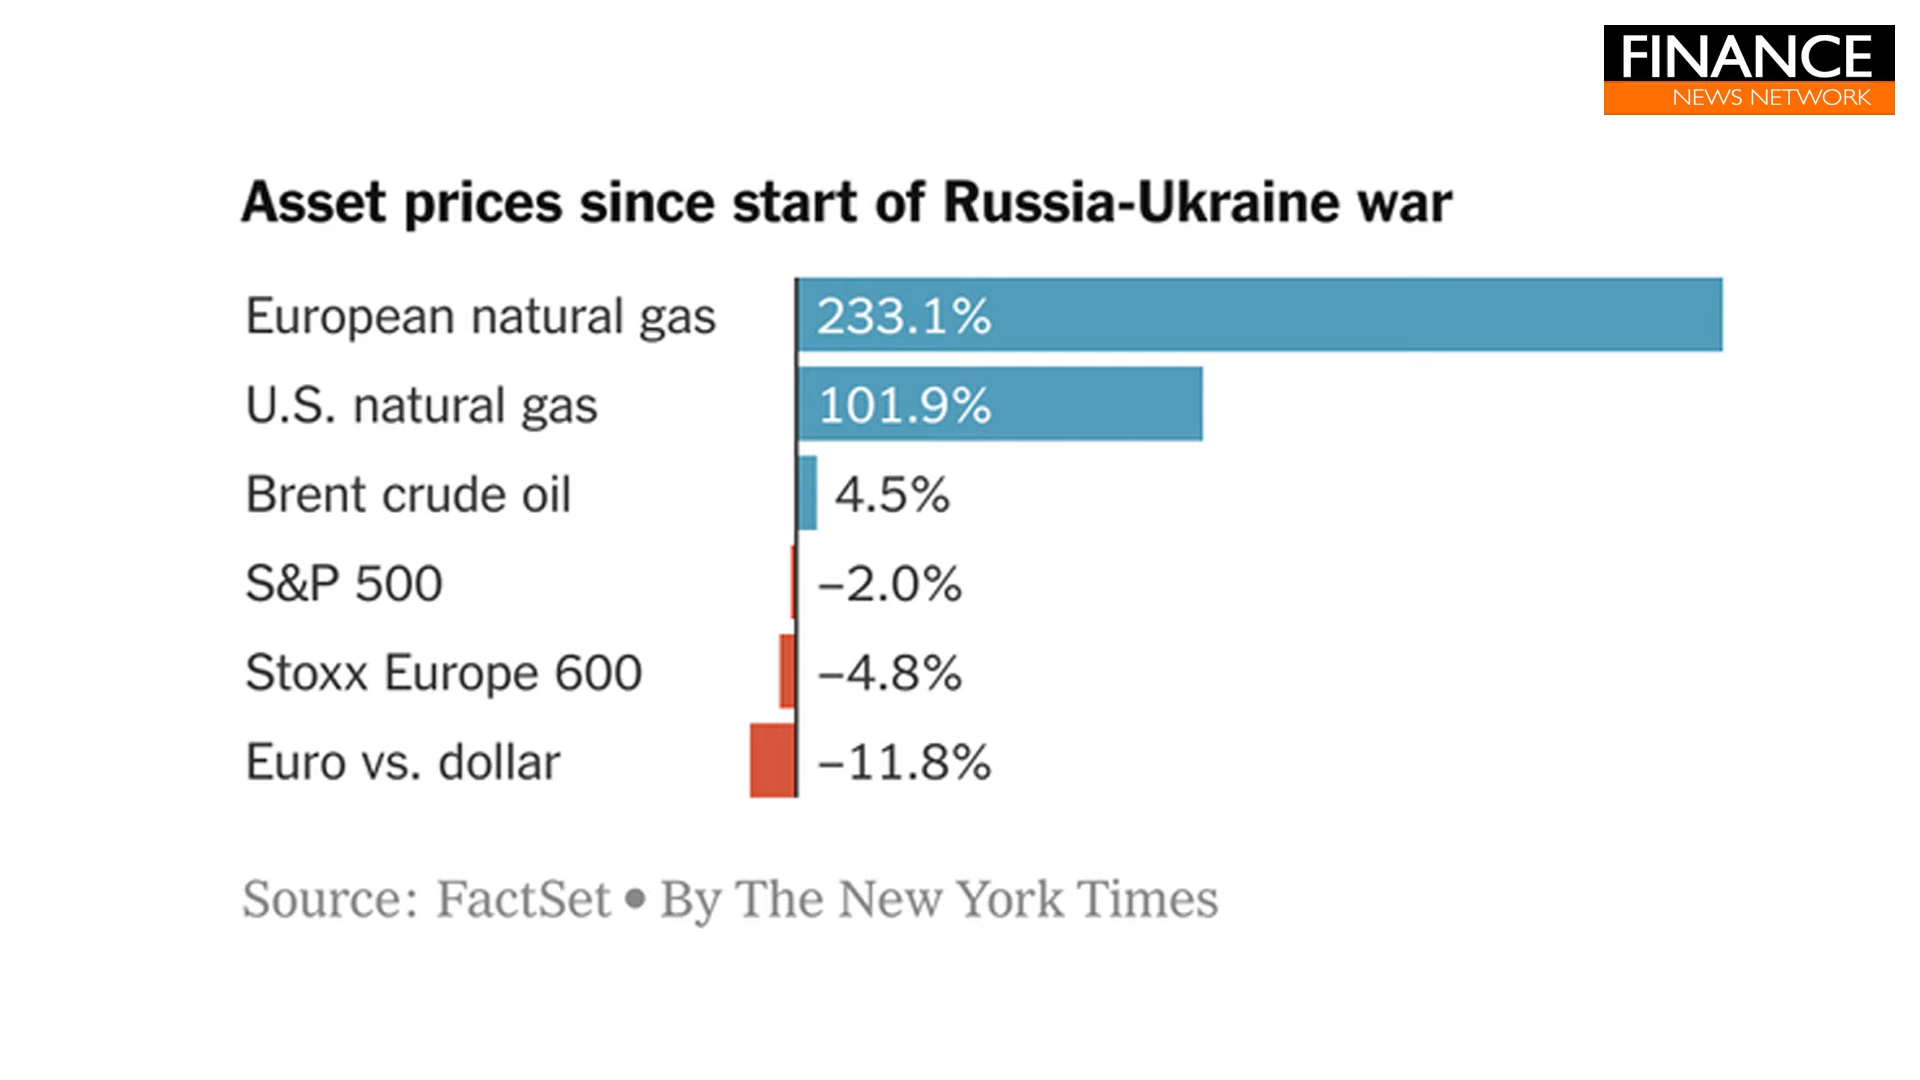 FINANCE
NEWS NETWORK
Asset prices since start of Russia-Ukraine war
European natural gas 233.1%
U.S. natural gas 101.9%
Brent crude oil 4.5%
S&P 500 –2.0%
Stoxx Europe 600 –4.8%
Euro vs. dollar –11.8%
Source: FactSet • By The New York Times